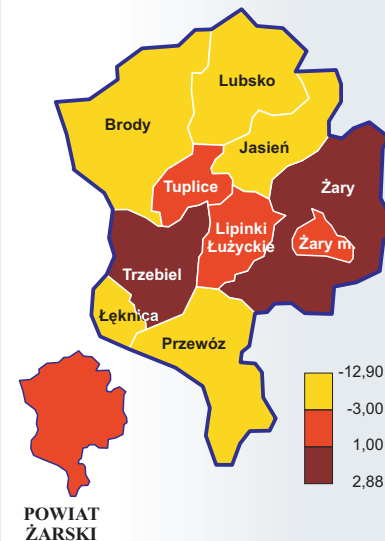 Lubsko
Brody
Jasień
Tuplice
Żary
Lipinki
Łużyckie
Żary m.
Trzebiel
Łęknica
Przewóz
-12,90
-3,00
1,00
2,88
POWIAT
ŻARSKI